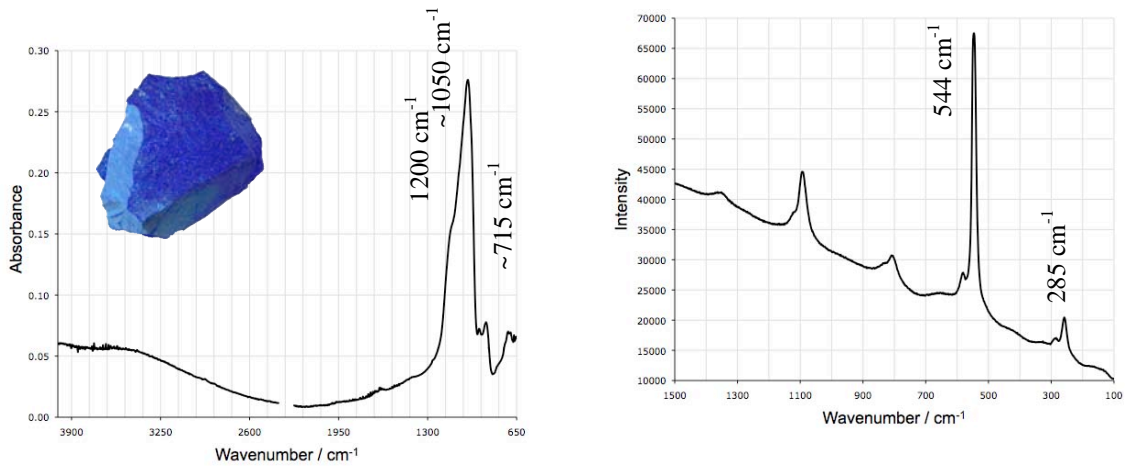 0.30
0.25
0.20
0.15
0.10
0.05
0.00
Absorbance
3900 3250 2600 1950 1300 650
Wavenumber / cm-1
1200 cm-1
~1050 cm-1
~715 cm-1
70000
65000
60000
55000
50000
45000
40000
35000
30000
25000
20000
15000
10000
Intensity
1500 1300 1100 900 700 500 300 100
Wavenumber / cm-1
544 cm-1
285 cm-1